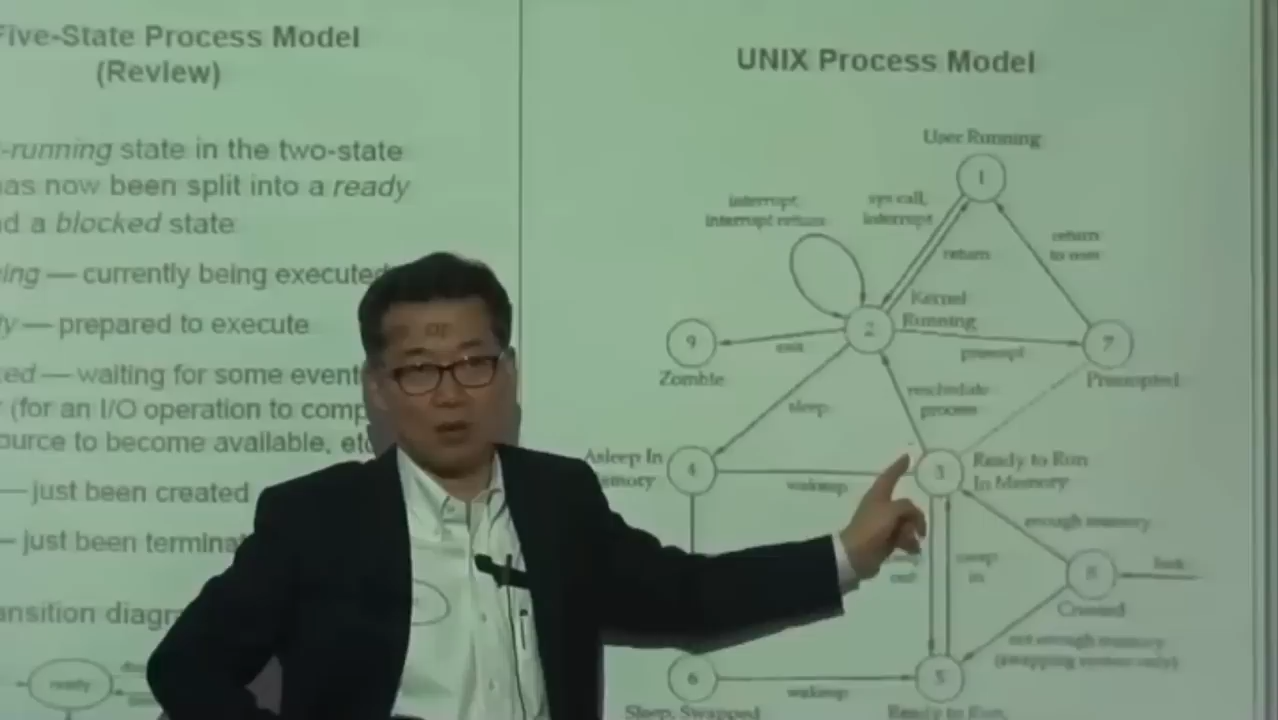 Five-State Process Model
(Review)
-running state in the two-state
as now been split into a ready
d a blocked state
ing — currently being executed
y — prepared to execute
ed — waiting for some event
(for an I/O operation to comp
ource to become available, etc
— just been created
— just been terminat
ansition diagr
ready
UNIX Process Model
User Running
1
interrupt,
interrupt return
sys call,
interrupt
return
return
to user
Kernel
Running
2
9
Zombie
exit
preempt
7
Preempted
sleep
reschedule
process
Asleep In
emory
4
wakeup
3
Ready to Run
In Memory
enough memory
out
swap
in
8
fork
Created
not enough memory
(swapping system only)
6
wakeup
5
Sleep, Swapped
Ready to Run,